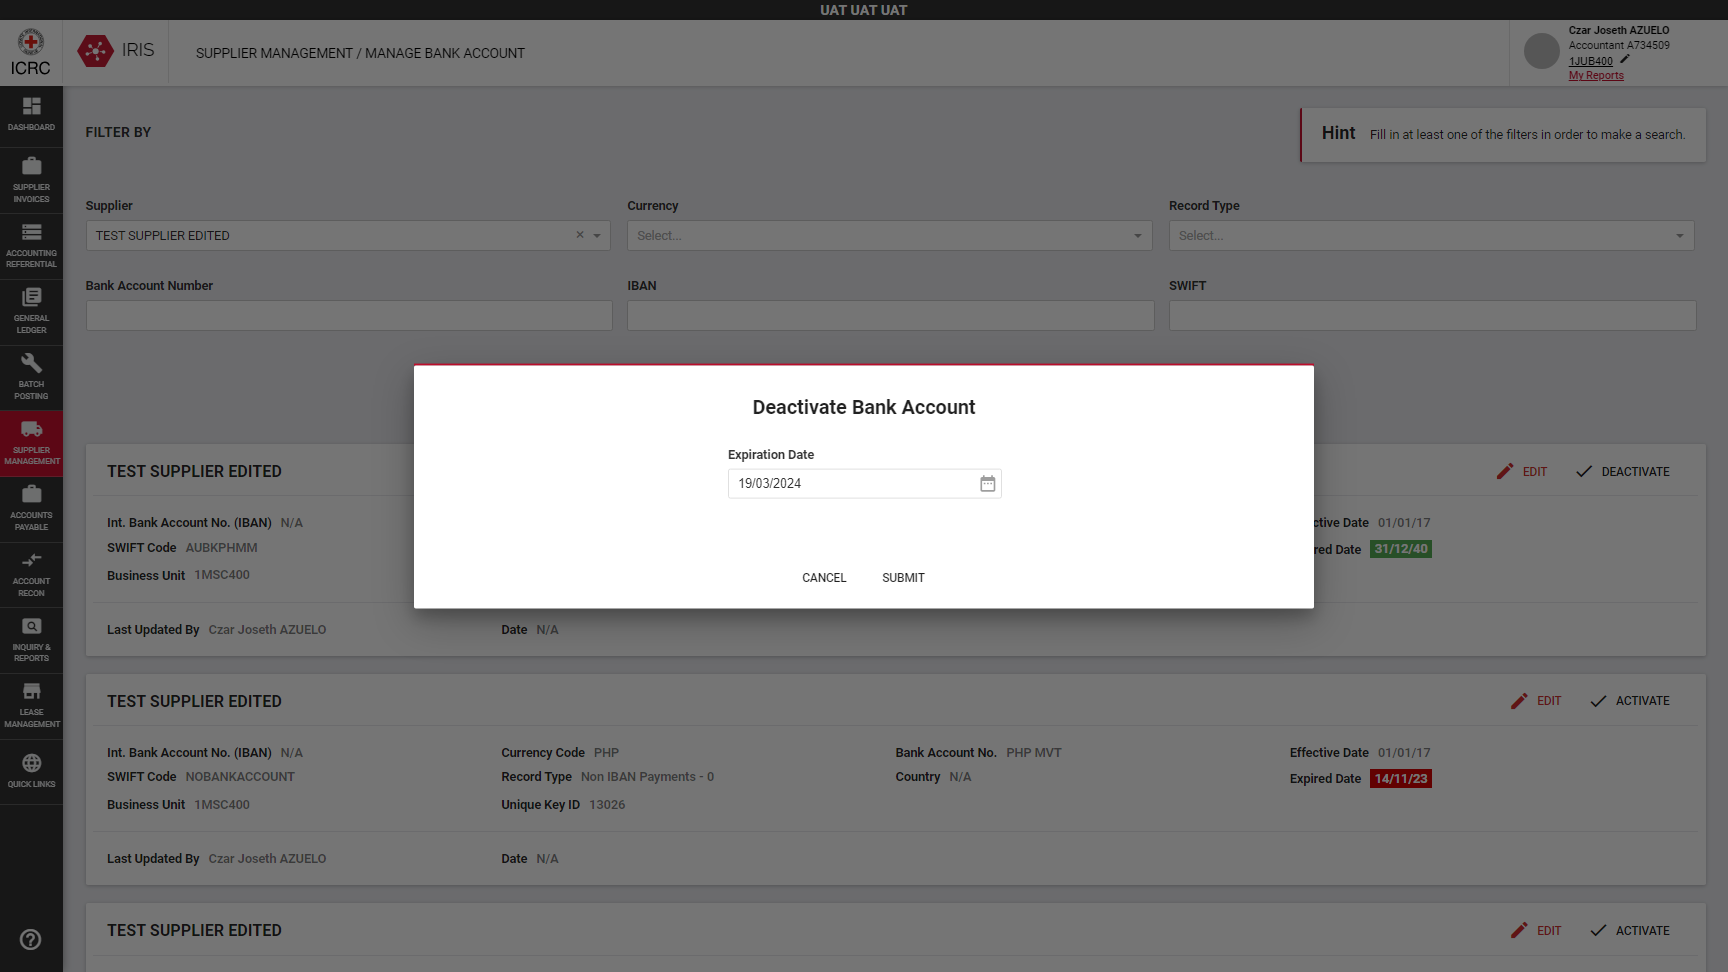 UAT UAT UAT
ICRC
IRIS
SUPPLIER MANAGEMENT / MANAGE BANK ACCOUNT
Czar Joseth AZUELO
Accountant A734509
1JUB400
My Reports
DASHBOARD
SUPPLIER
INVOICES
ACCOUNTING
REFERENTIAL
GENERAL
LEDGER
BATCH
POSTING
SUPPLIER
MANAGEMENT
ACCOUNTS
PAYABLE
ACCOUNT
RECON
INQUIRY &
REPORTS
LEASE
MANAGEMENT
QUICK LINKS
FILTER BY
Hint Fill in at least one of the filters in order to make a search.
Supplier Currency Record Type
TEST SUPPLIER EDITED Select... Select...
Bank Account Number IBAN SWIFT
Deactivate Bank Account
Expiration Date
19/03/2024
CANCEL SUBMIT
TEST SUPPLIER EDITED EDIT DEACTIVATE
Int. Bank Account No. (IBAN) N/A ctive Date 01/01/17
SWIFT Code AUBKPHMM red Date 31/12/40
Business Unit 1MSC400
Last Updated By Czar Joseth AZUELO Date N/A
TEST SUPPLIER EDITED EDIT ACTIVATE
Int. Bank Account No. (IBAN) N/A Currency Code PHP Bank Account No. PHP MVT Effective Date 01/01/17
SWIFT Code NOBANKACCOUNT Record Type Non IBAN Payments - 0 Country N/A Expired Date 14/11/23
Business Unit 1MSC400 Unique Key ID 13026
Last Updated By Czar Joseth AZUELO Date N/A
TEST SUPPLIER EDITED EDIT ACTIVATE